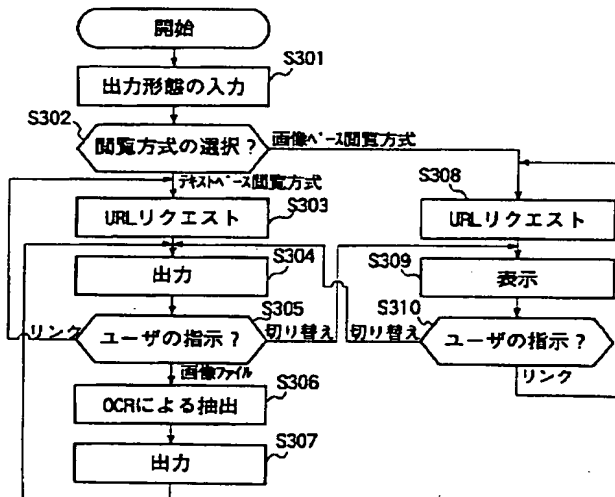 開始
S301
出力形態の入力
S302
閲覧方式の選択?
画像ベース閲覧方式
テキストベース閲覧方式
S303
URLリクエスト
S308
URLリクエスト
S304
出力
S309
表示
S305
ユーザの指示?
リンク
切り替え
S310
切り替え
ユーザの指示?
リンク
画像ファイル
S306
OCRによる抽出
S307
出力